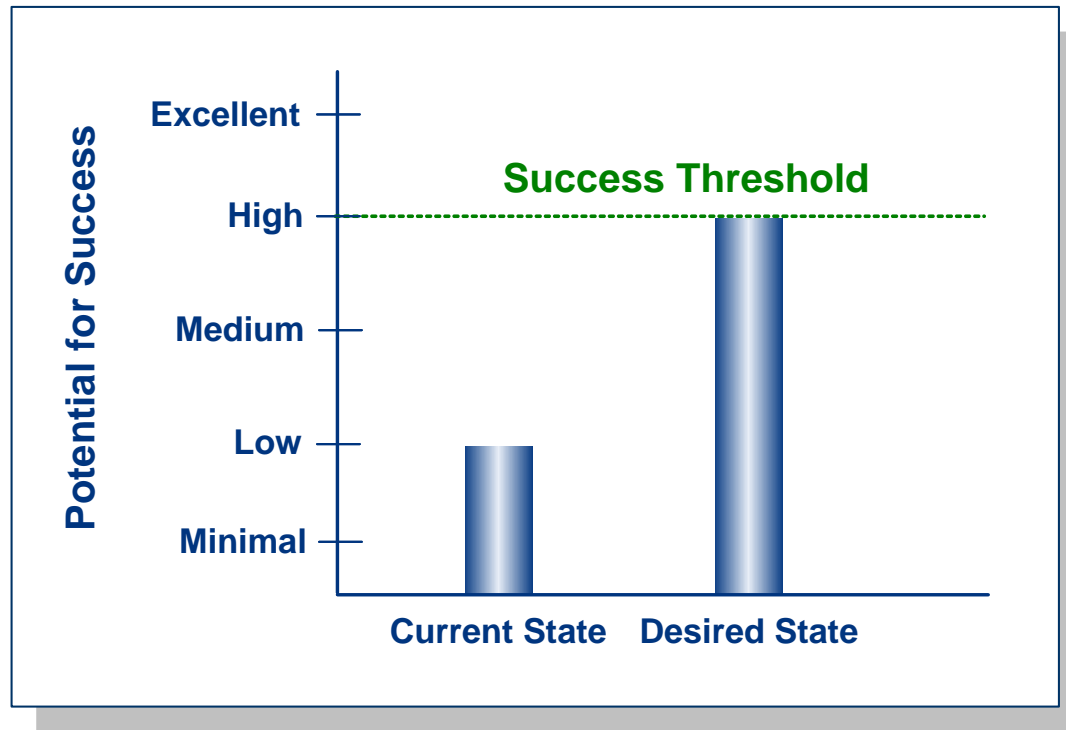 Potential for Success
Excellent
High
Medium
Low
Minimal
Success Threshold
Current State
Desired State